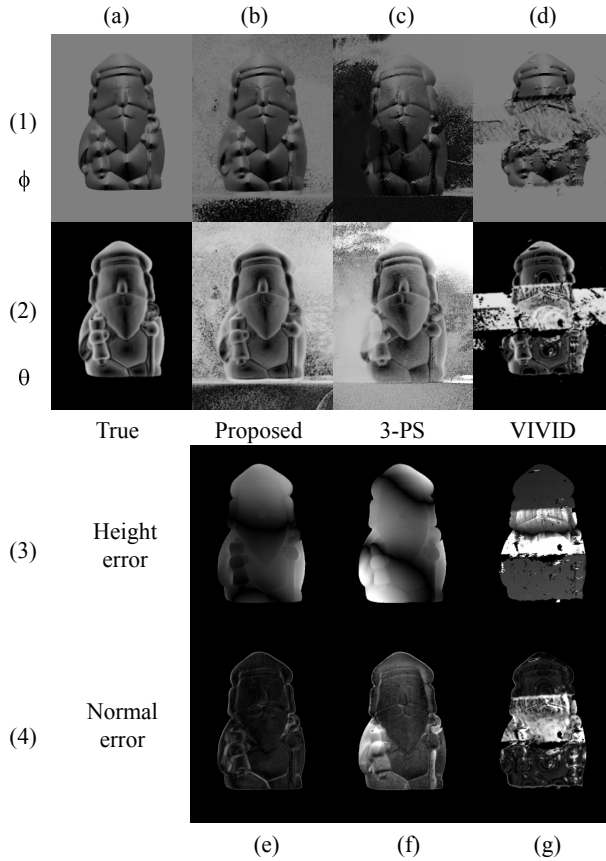 (a) (b) (c) (d)
(1)
ϕ
(2)
θ
True Proposed 3-PS VIVID
(3) Height error
(4) Normal error
(e) (f) (g)